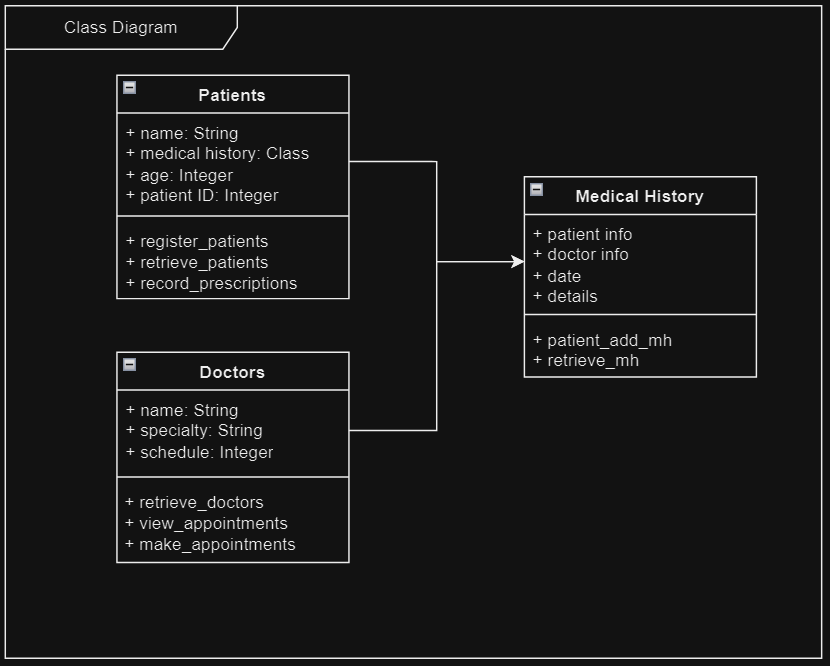 Class Diagram
Patients
+ name: String
+ medical history: Class
+ age: Integer
+ patient ID: Integer
+ register_patients
+ retrieve_patients
+ record_prescriptions
Medical History
+ patient info
+ doctor info
+ date
+ details
+ patient_add_mh
+ retrieve_mh
Doctors
+ name: String
+ specialty: String
+ schedule: Integer
+ retrieve_doctors
+ view_appointments
+ make_appointments